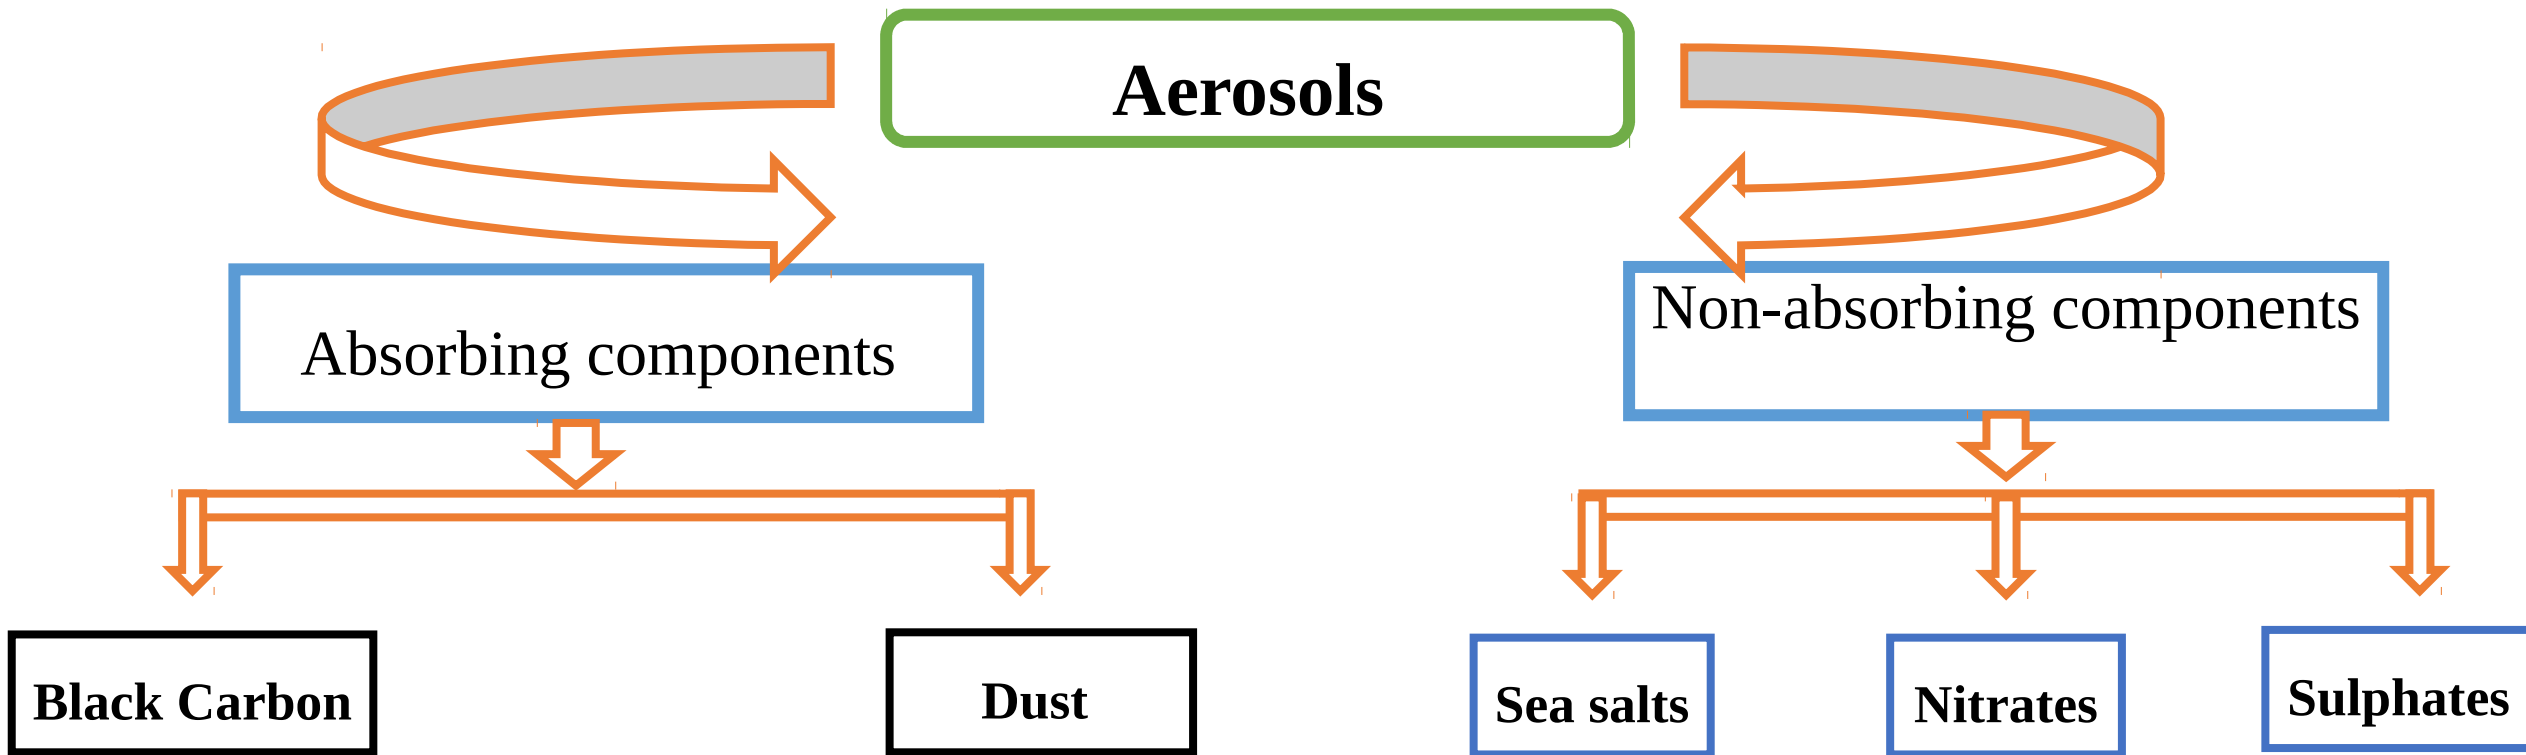 Aerosols
Absorbing components
Non-absorbing components
Black Carbon
Dust
Sea salts
Nitrates
Sulphates